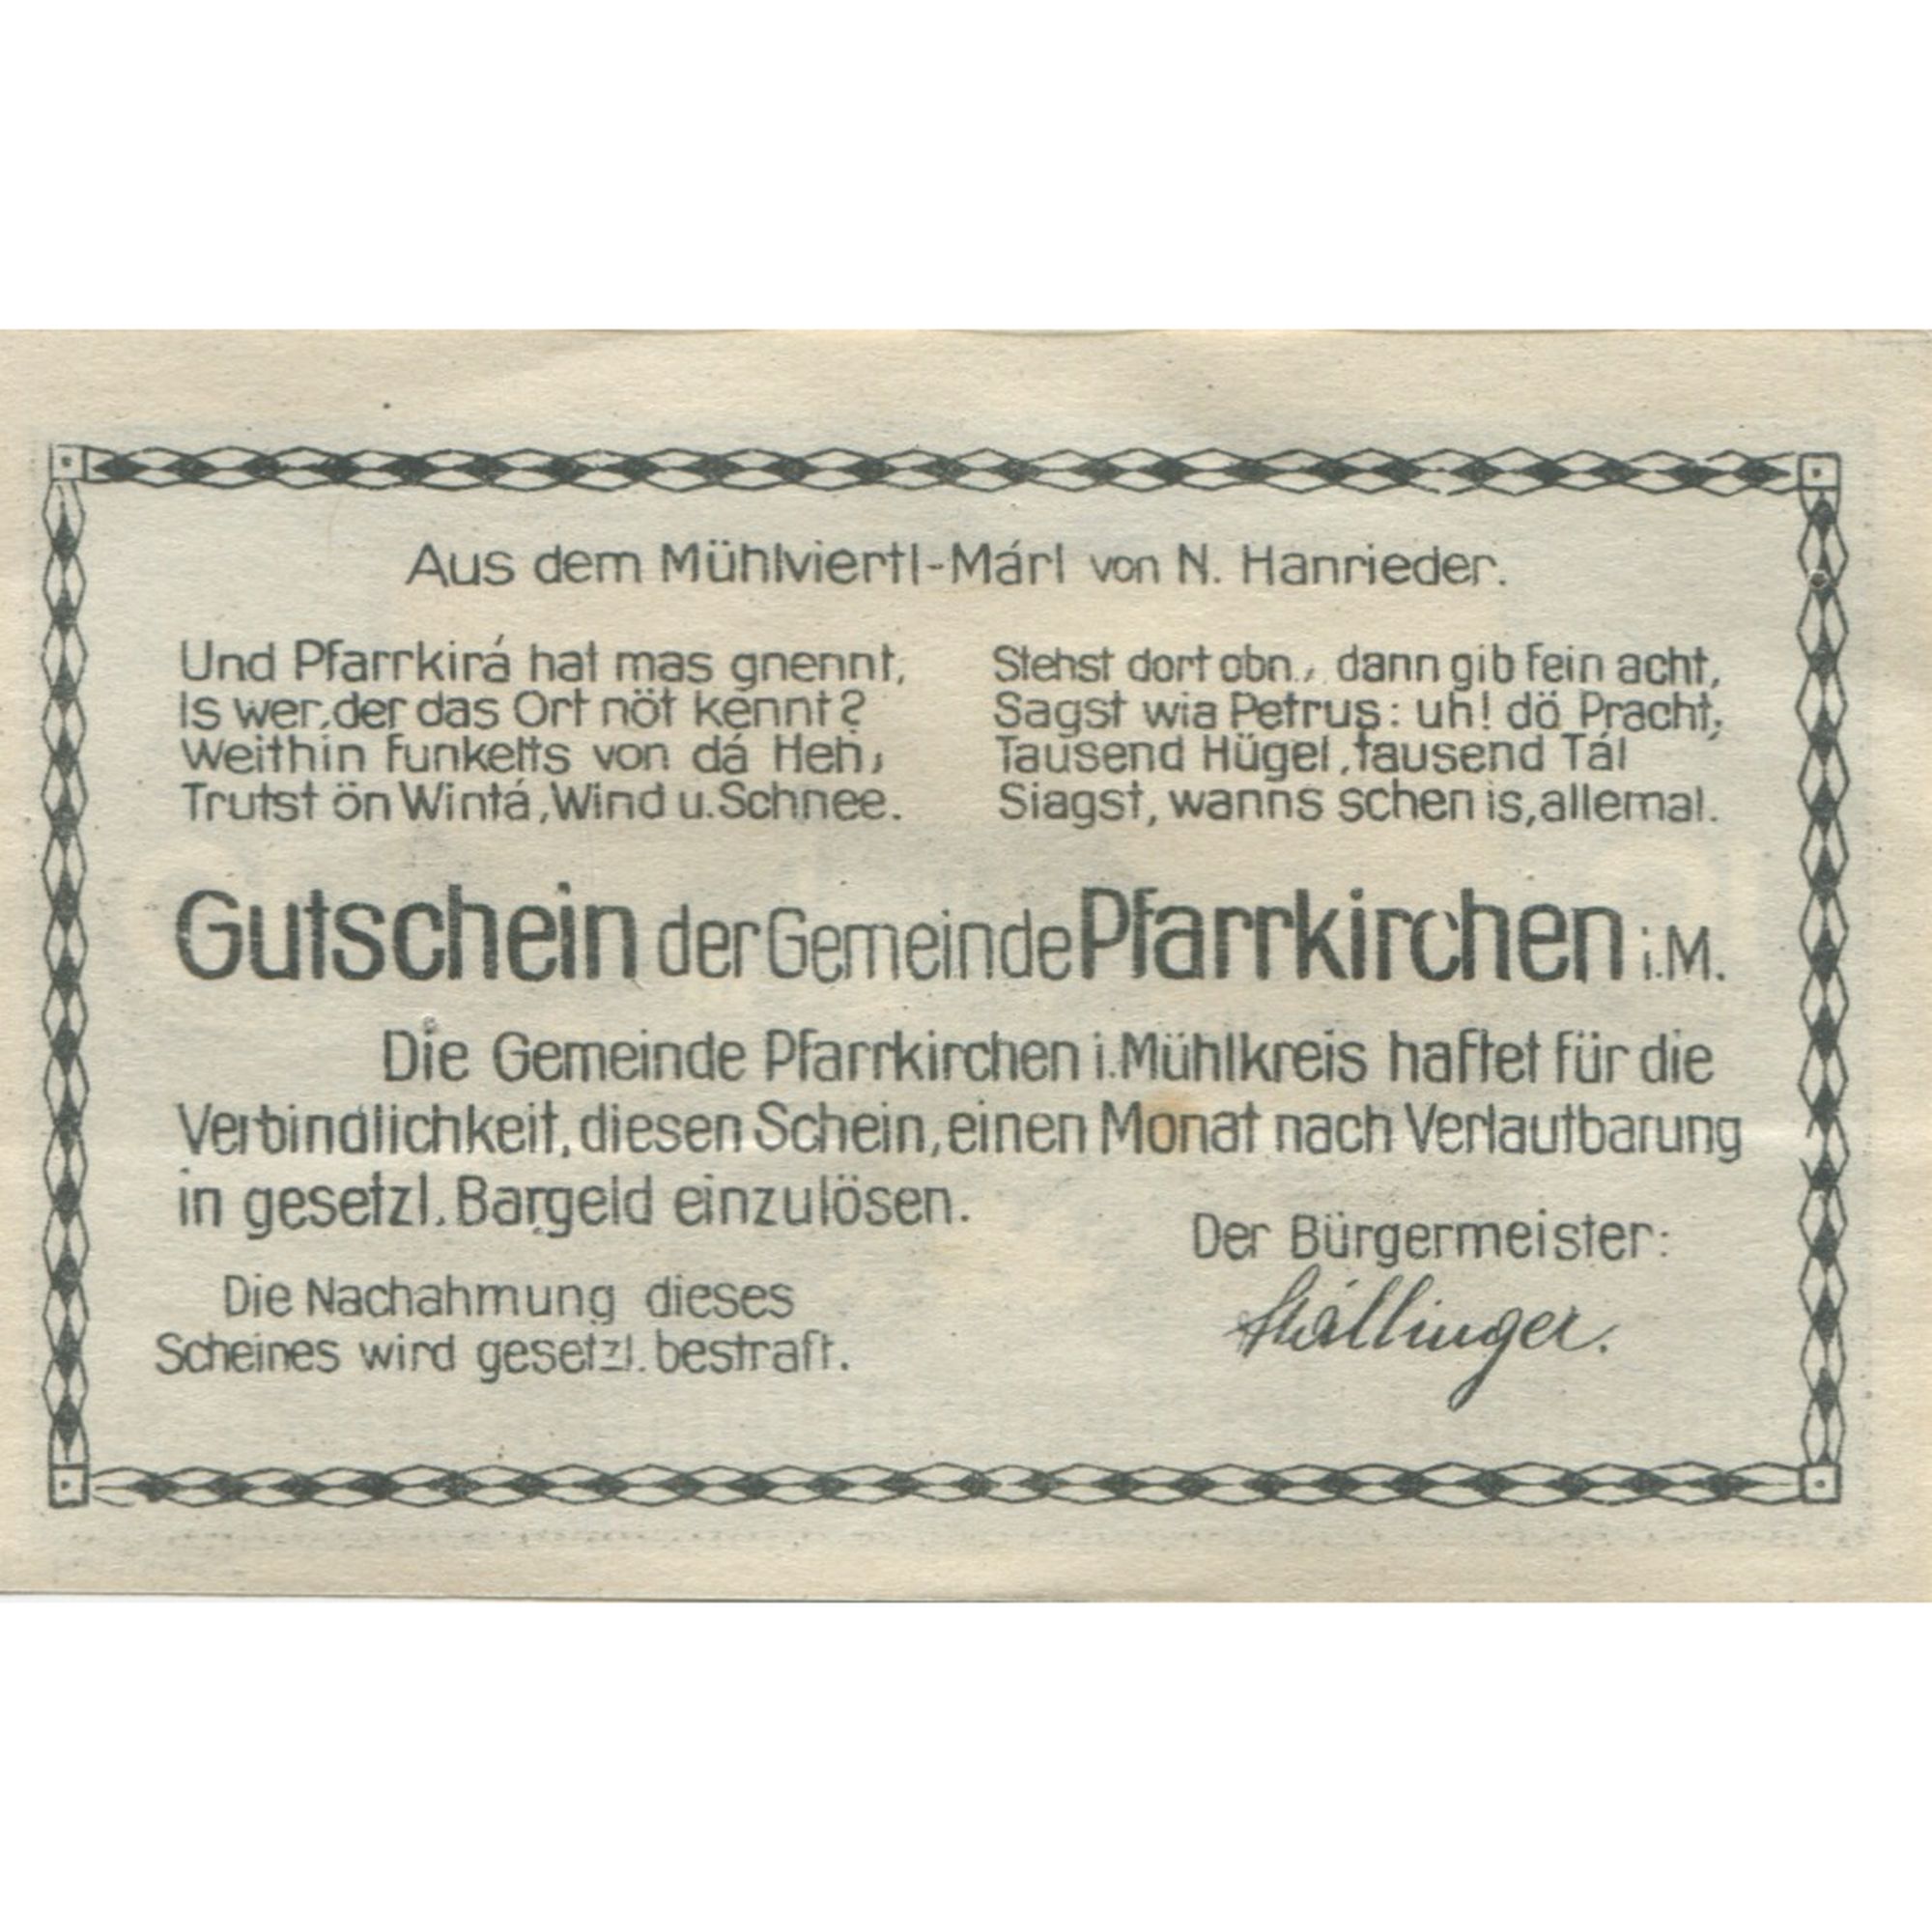 Aus dem Mühlviertl-Márl von N. Hanrieder.
Und Pfarrkirá hat mas gnennt,
Is wer, der das Ort nöt kennt?
Weithin funkelts von dá Heh,
Trutst ön Wintá, Wind u. Schnee.
Stehst dort obn, dann gib fein acht,
Sagst wia Petrus: uh! dö Pracht,
Tausend Hügel, tausend Tál
Siagst, wanns schen is, allemal.
Gutschein der Gemeinde Pfarrkirchen i.M.
Die Gemeinde Pfarrkirchen i. Mühlkreis haftet für die
Verbindlichkeit, diesen Schein, einen Monat nach Verlautbarung
in gesetzl. Bargeld einzulösen.
Der Bürgermeister:
Die Nachahmung dieses
Scheines wird gesetzl. bestraft.